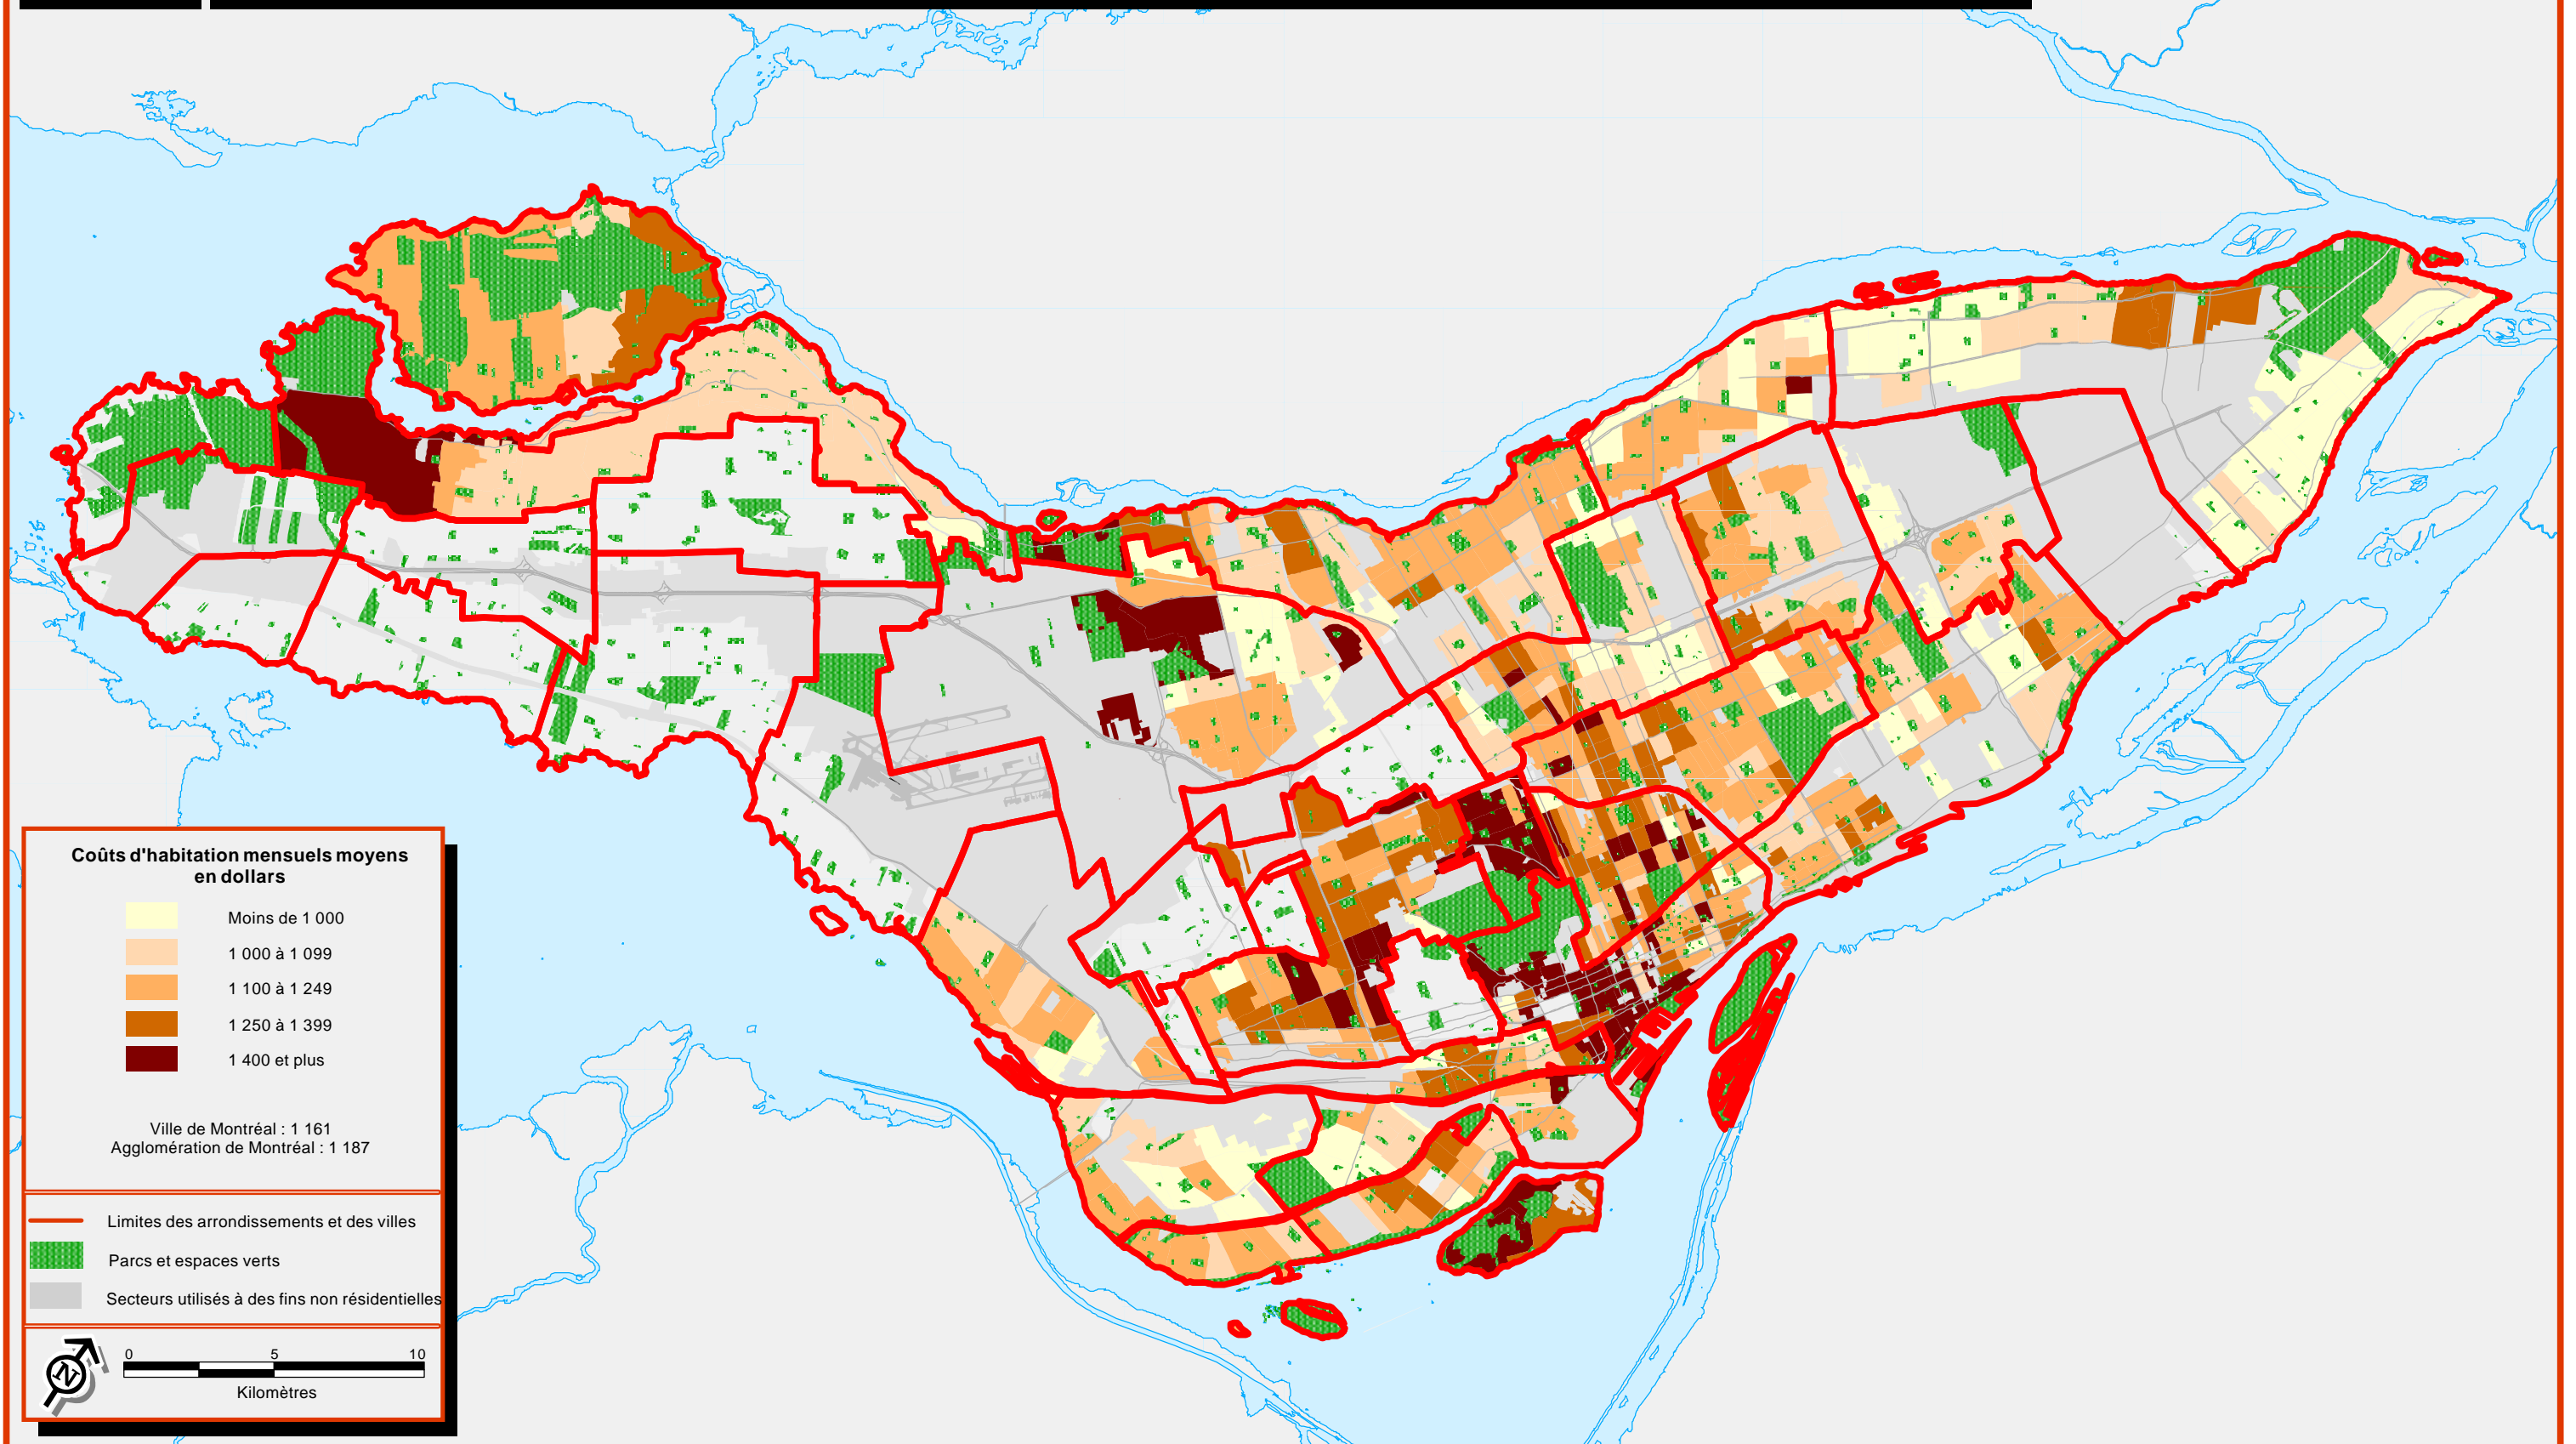 Coûts d'habitation mensuels moyens
en dollars
Moins de 1 000
1 000 à 1 099
1 100 à 1 249
1 250 à 1 399
1 400 et plus
Ville de Montréal : 1 161
Agglomération de Montréal : 1 187
Limites des arrondissements et des villes
Parcs et espaces verts
Secteurs utilisés à des fins non résidentielles
N
0 5 10
Kilomètres